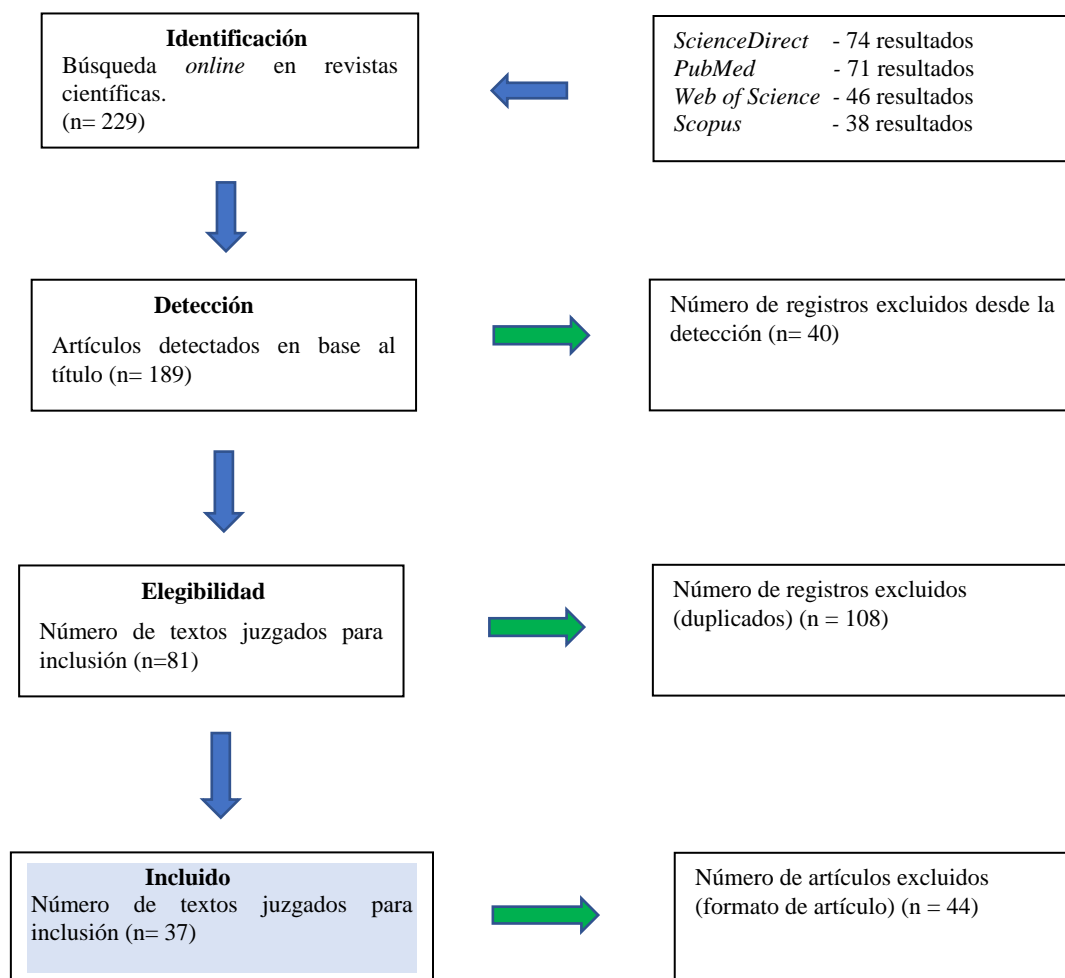 Identificación
Búsqueda online en revistas
científicas.
(n= 229)
ScienceDirect - 74 resultados
PubMed - 71 resultados
Web of Science - 46 resultados
Scopus - 38 resultados
Detección
Artículos detectados en base al
título (n= 189)
Número de registros excluidos desde la
detección (n= 40)
Elegibilidad
Número de textos juzgados para
inclusión (n=81)
Número de registros excluidos
(duplicados) (n = 108)
Incluido
Número de textos juzgados para
inclusión (n= 37)
Número de artículos excluidos
(formato de artículo) (n = 44)